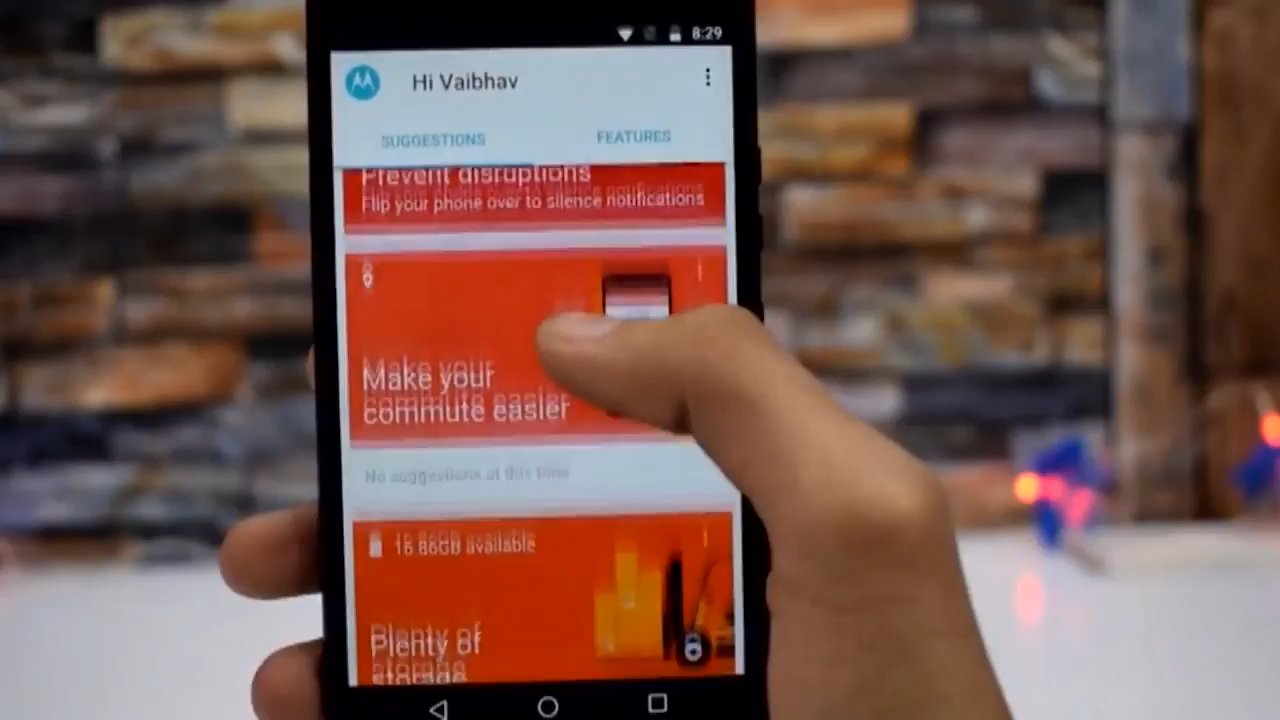 8:29
Hi Vaibhav
SUGGESTIONS
FEATURES
Prevent disruptions
Flip your phone over to silence notifications
Make your
commute easier
No suggestions at this time
16.86GB available
Plenty of
storage